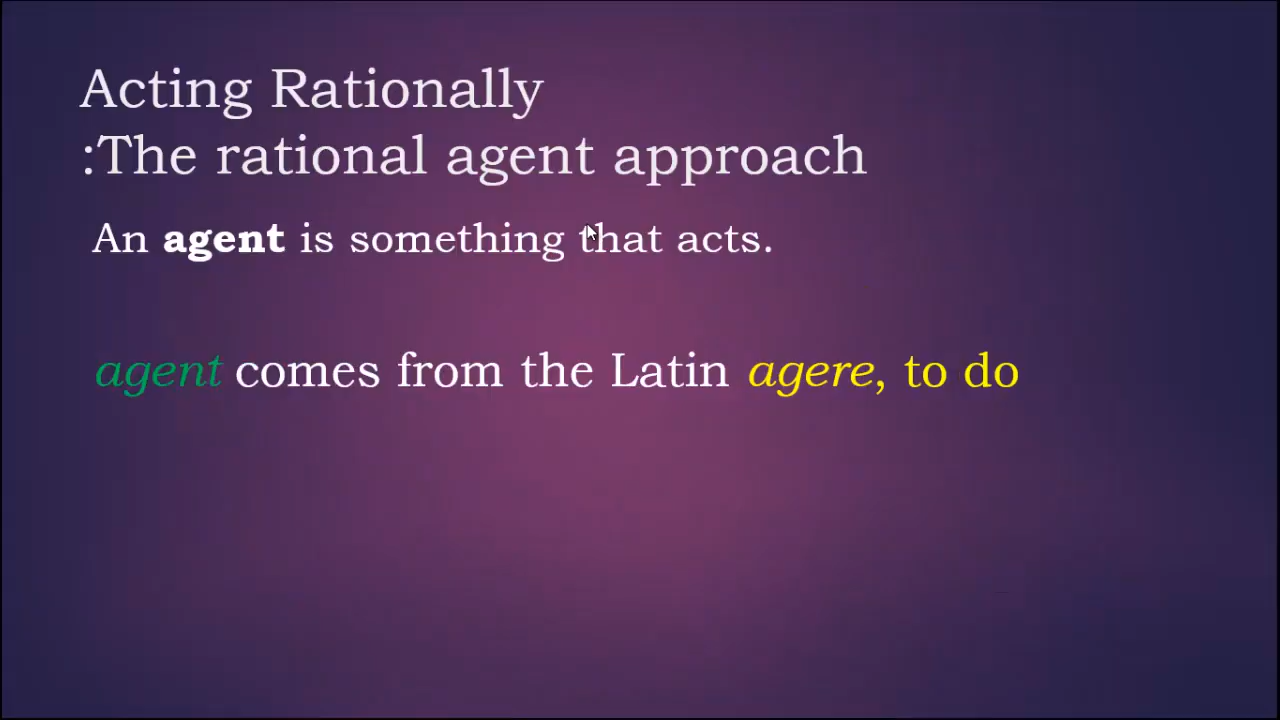 Acting Rationally
:The rational agent approach
An agent is something that acts.
agent comes from the Latin agere, to do